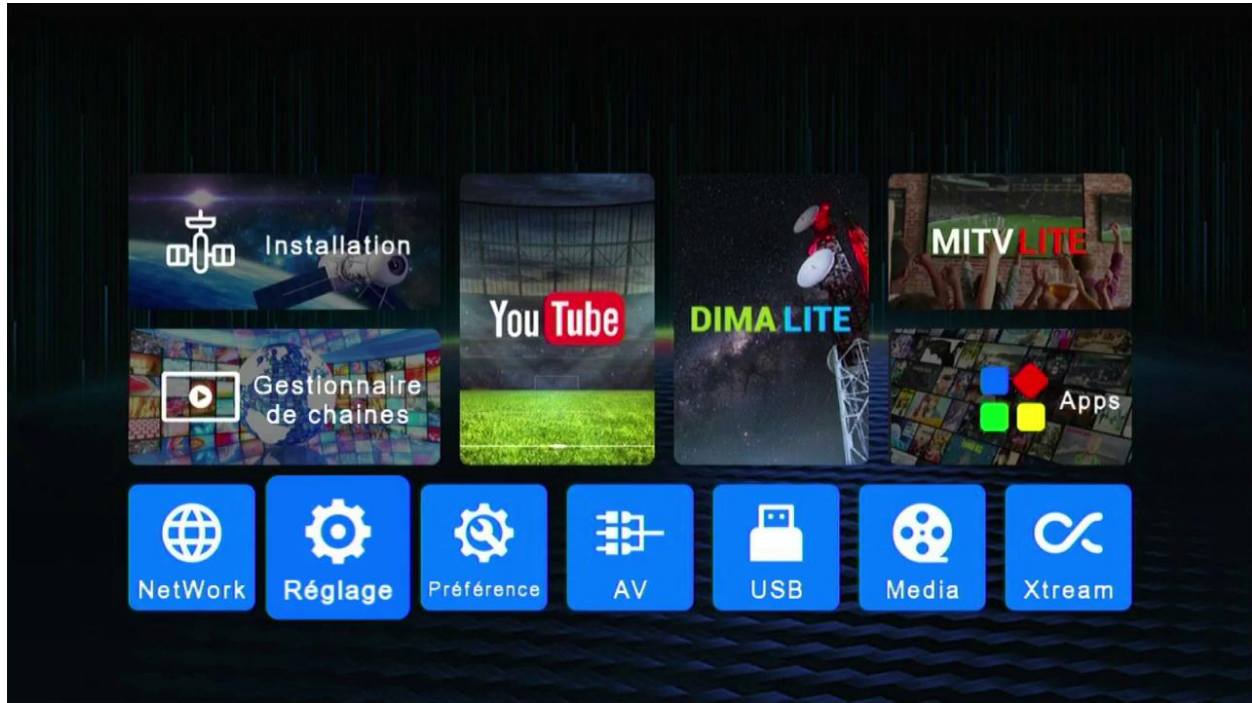 Installation
Gestionnaire
de chaines
You Tube
DIMA LITE
MITV LITE
Apps
NetWork
Réglage
Préférence
AV
USB
Media
Xtream